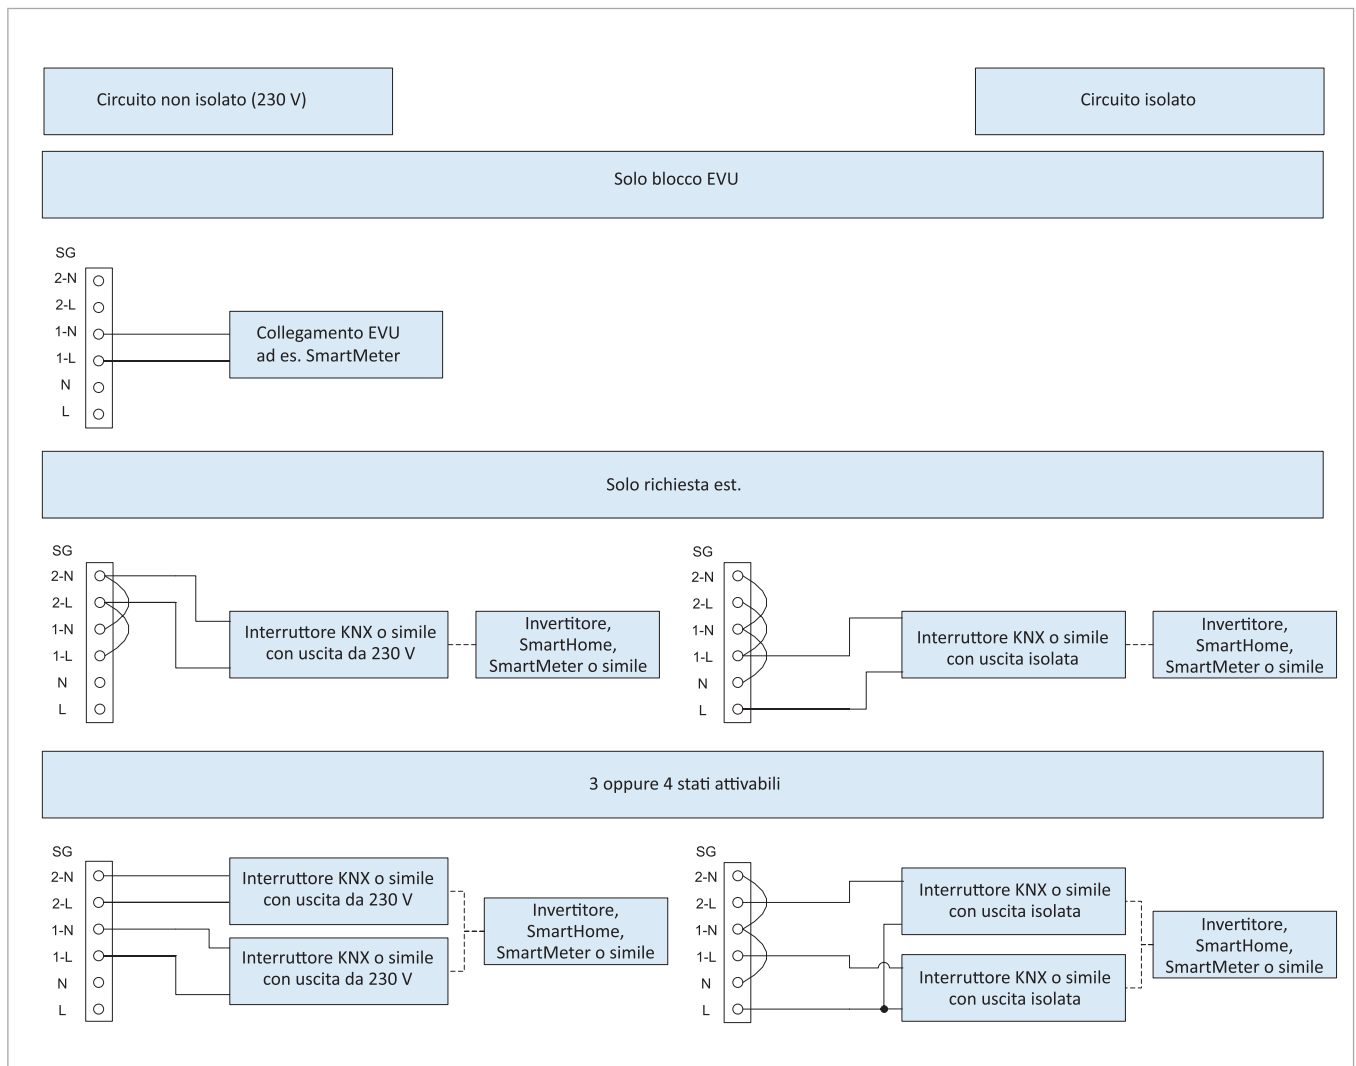 Circuito non isolato (230 V)
Circuito isolato
Solo blocco EVU
SG
2-N
2-L
1-N
1-L
N
L
Collegamento EVU
ad es. SmartMeter
Solo richiesta est.
SG
2-N
2-L
1-N
1-L
N
L
Interruttore KNX o simile
con uscita da 230 V
Invertitore,
SmartHome,
SmartMeter o simile
SG
2-N
2-L
1-N
1-L
N
L
Interruttore KNX o simile
con uscita isolata
Invertitore,
SmartHome,
SmartMeter o simile
3 oppure 4 stati attivabili
SG
2-N
2-L
1-N
1-L
N
L
Interruttore KNX o simile
con uscita da 230 V
Interruttore KNX o simile
con uscita da 230 V
Invertitore,
SmartHome,
SmartMeter o simile
SG
2-N
2-L
1-N
1-L
N
L
Interruttore KNX o simile
con uscita isolata
Interruttore KNX o simile
con uscita isolata
Invertitore,
SmartHome,
SmartMeter o simile